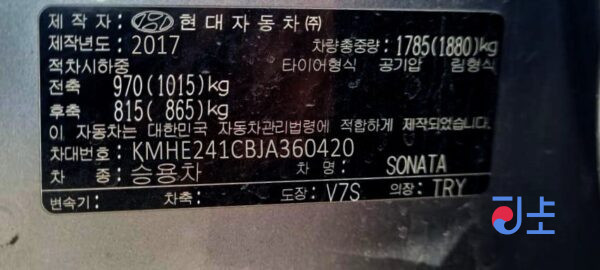 제 작 자 : HYUNDAI 현대자동차㈜
제작년도 : 2017 차량총중량 : 1785(1880)kg
적차시하중 타이어형식 공기압 림형식
전축 970(1015)kg
후축 815( 865)kg
이 자동차는 대한민국 자동차관리법령에 적합하게 제작되었
차대번호 : KMHE241CBJA360420
차 종 : 승용차 차 명 : SONATA
변속기 : 차축 : 도장 : V7S 의장 : TRY